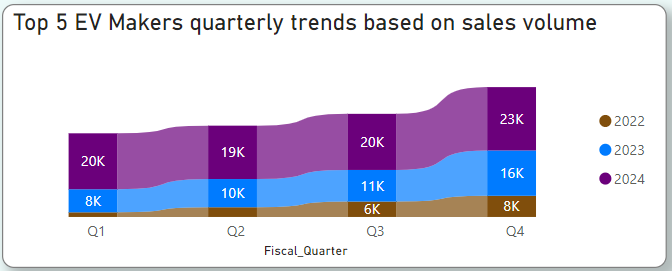 Top 5 EV Makers quarterly trends based on sales volume
23K
20K
19K
20K
16K
8K
10K
11K
6K
8K
2022
2023
2024
Q1
Q2
Q3
Q4
Fiscal_Quarter